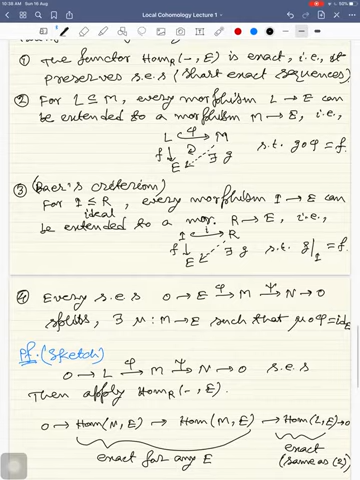 10:38 AM Sun 16 Aug
Local Cohomology Lecture 1
① The functor Hom_R(-, E) is exact, i.e., it
preserves s.e.s (short exact sequences)
② For L ⊆ M, every morphism L → E can
be extended to a morphism M → E, i.e.,
L φ M
f ↓ ∃ g s.t. g∘φ = f.
E
③ (Baer's criterion)
For I ≤ R, every morphism I → E can
ideal
be extended to a mor. R → E, i.e.,
I i R
f ↓ ∃ g s.t. g|_I = f.
E
④ Every s.e.s 0 → E φ→ M ψ→ N → 0
splits, ∃ μ: M → E such that μ∘φ = id_E
Pf. (Sketch)
0 → L φ→ M ψ→ N → 0 s.e.s
Then apply Hom_R(-, E).
0 → Hom(N, E) → Hom(M, E) → Hom(L, E) → 0
exact for any E exact
(same as (2))